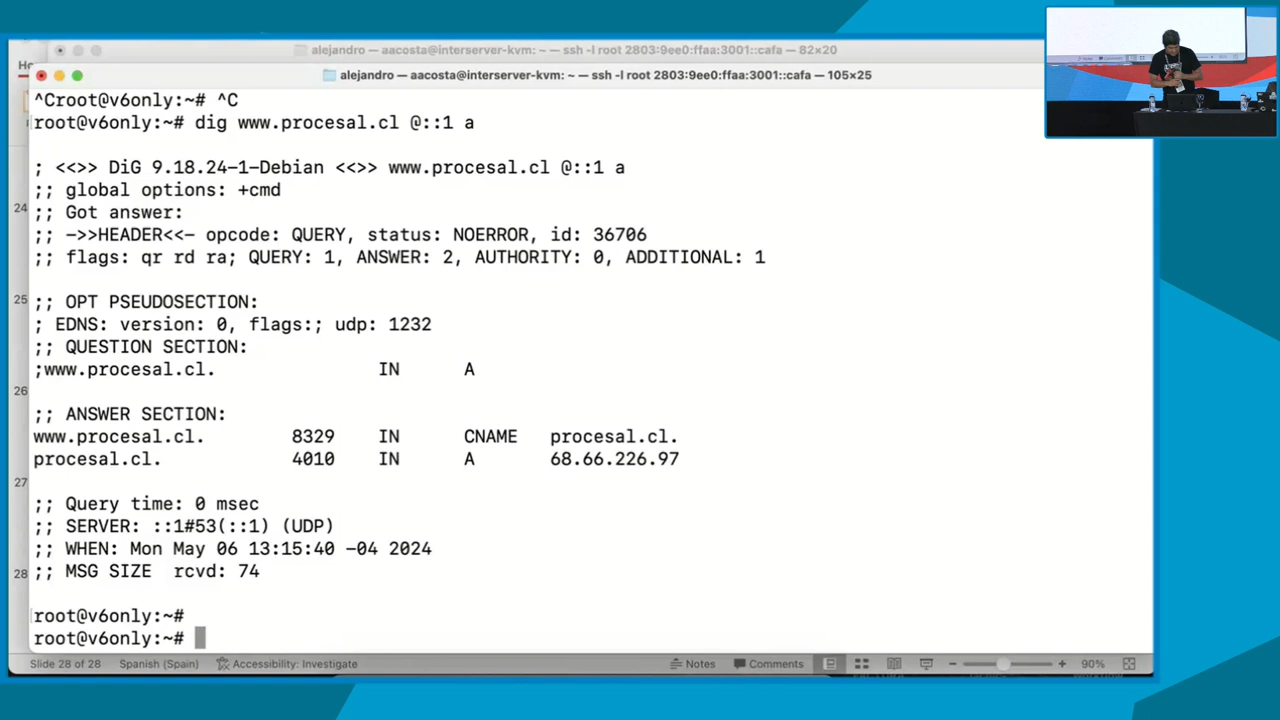 alejandro — aacosta@interserver-kvm: ~ — ssh -l root 2803:9ee0:ffaa:3001::cafa — 82×20
alejandro — aacosta@interserver-kvm: ~ — ssh -l root 2803:9ee0:ffaa:3001::cafa — 105×25
^Croot@v6only:~# ^C
root@v6only:~# dig www.procesal.cl @::1 a
; <<>> DiG 9.18.24-1-Debian <<>> www.procesal.cl @::1 a
;; global options: +cmd
;; Got answer:
;; ->>HEADER<<- opcode: QUERY, status: NOERROR, id: 36706
;; flags: qr rd ra; QUERY: 1, ANSWER: 2, AUTHORITY: 0, ADDITIONAL: 1
;; OPT PSEUDOSECTION:
; EDNS: version: 0, flags:; udp: 1232
;; QUESTION SECTION:
;www.procesal.cl. IN A
;; ANSWER SECTION:
www.procesal.cl. 8329 IN CNAME procesal.cl.
procesal.cl. 4010 IN A 68.66.226.97
;; Query time: 0 msec
;; SERVER: ::1#53(::1) (UDP)
;; WHEN: Mon May 06 13:15:40 -04 2024
;; MSG SIZE rcvd: 74
root@v6only:~#
root@v6only:~#
24
25
26
27
28
Slide 28 of 28 Spanish (Spain) Accessibility: Investigate Notes Comments 90%